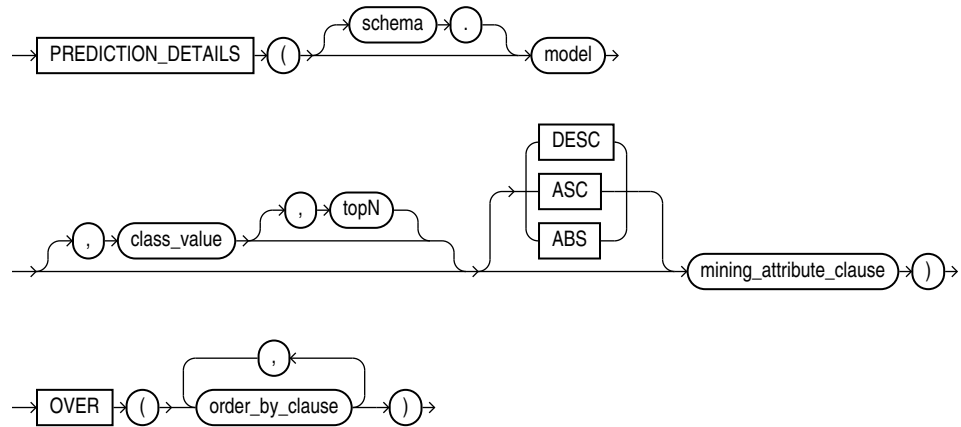 schema .
PREDICTION_DETAILS ( model
DESC
, topN ASC
, class_value ABS
mining_attribute_clause )
,
OVER ( order_by_clause )